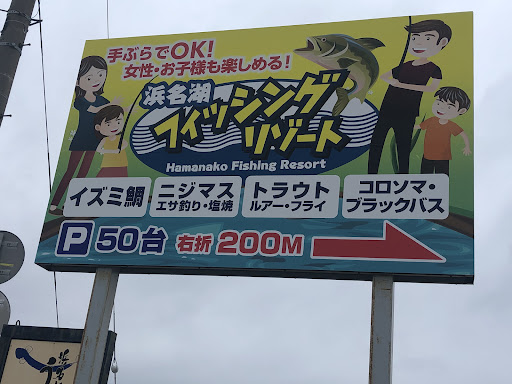 手ぶらでOK!
女性・お子様も楽しめる!
浜名湖
フィッシング
リゾート
Hamanako Fishing Resort
イズミ鯛
ニジマス
エサ釣り・塩焼
トラウト
ルアー・フライ
コロソマ・
ブラックバス
P 50台 右折 200M